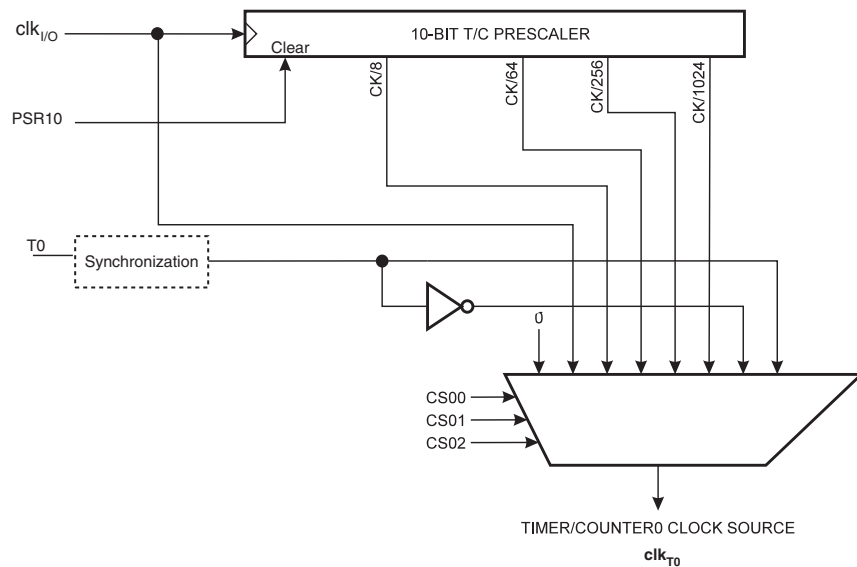 clkI/O
10-BIT T/C PRESCALER
Clear
CK/8
CK/64
CK/256
CK/1024
PSR10
T0
Synchronization
0
CS00
CS01
CS02
TIMER/COUNTER0 CLOCK SOURCE
clkT0